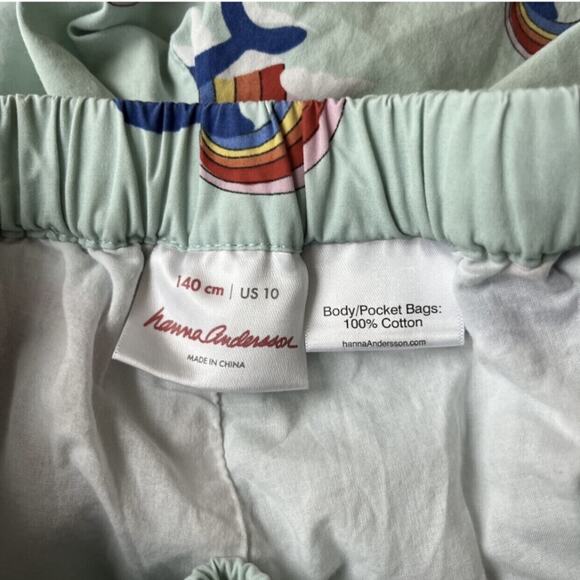 140 cm | US 10
hanna Andersson
MADE IN CHINA
Body/Pocket Bags:
100% Cotton
hannaAndersson.com